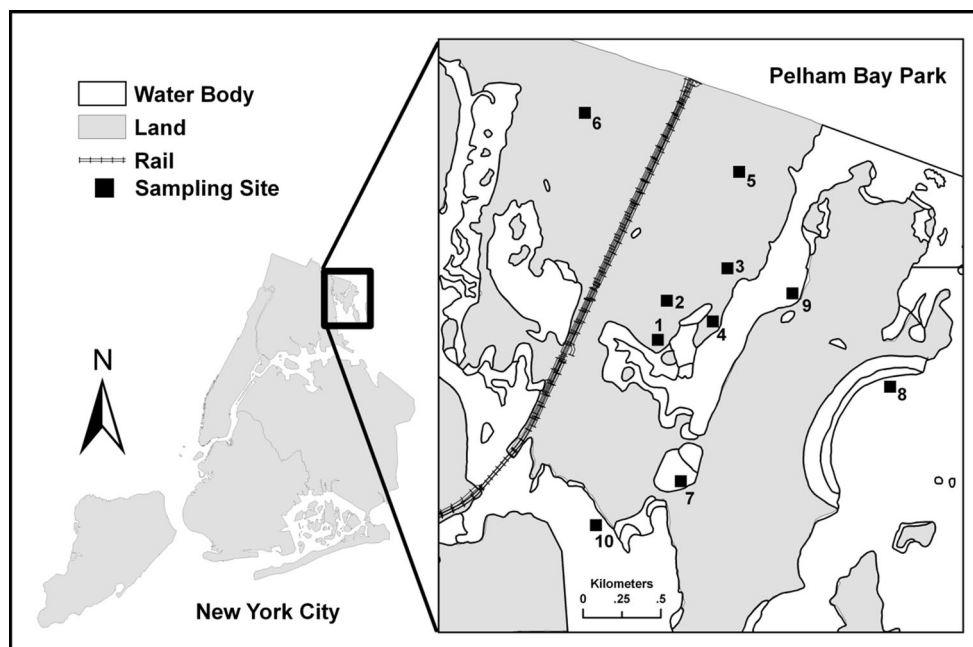 Pelham Bay Park
Water Body
Land
Rail
Sampling Site
6
5
3
2
9
1
4
8
7
10
N
Kilometers
0 .25 .5
New York City